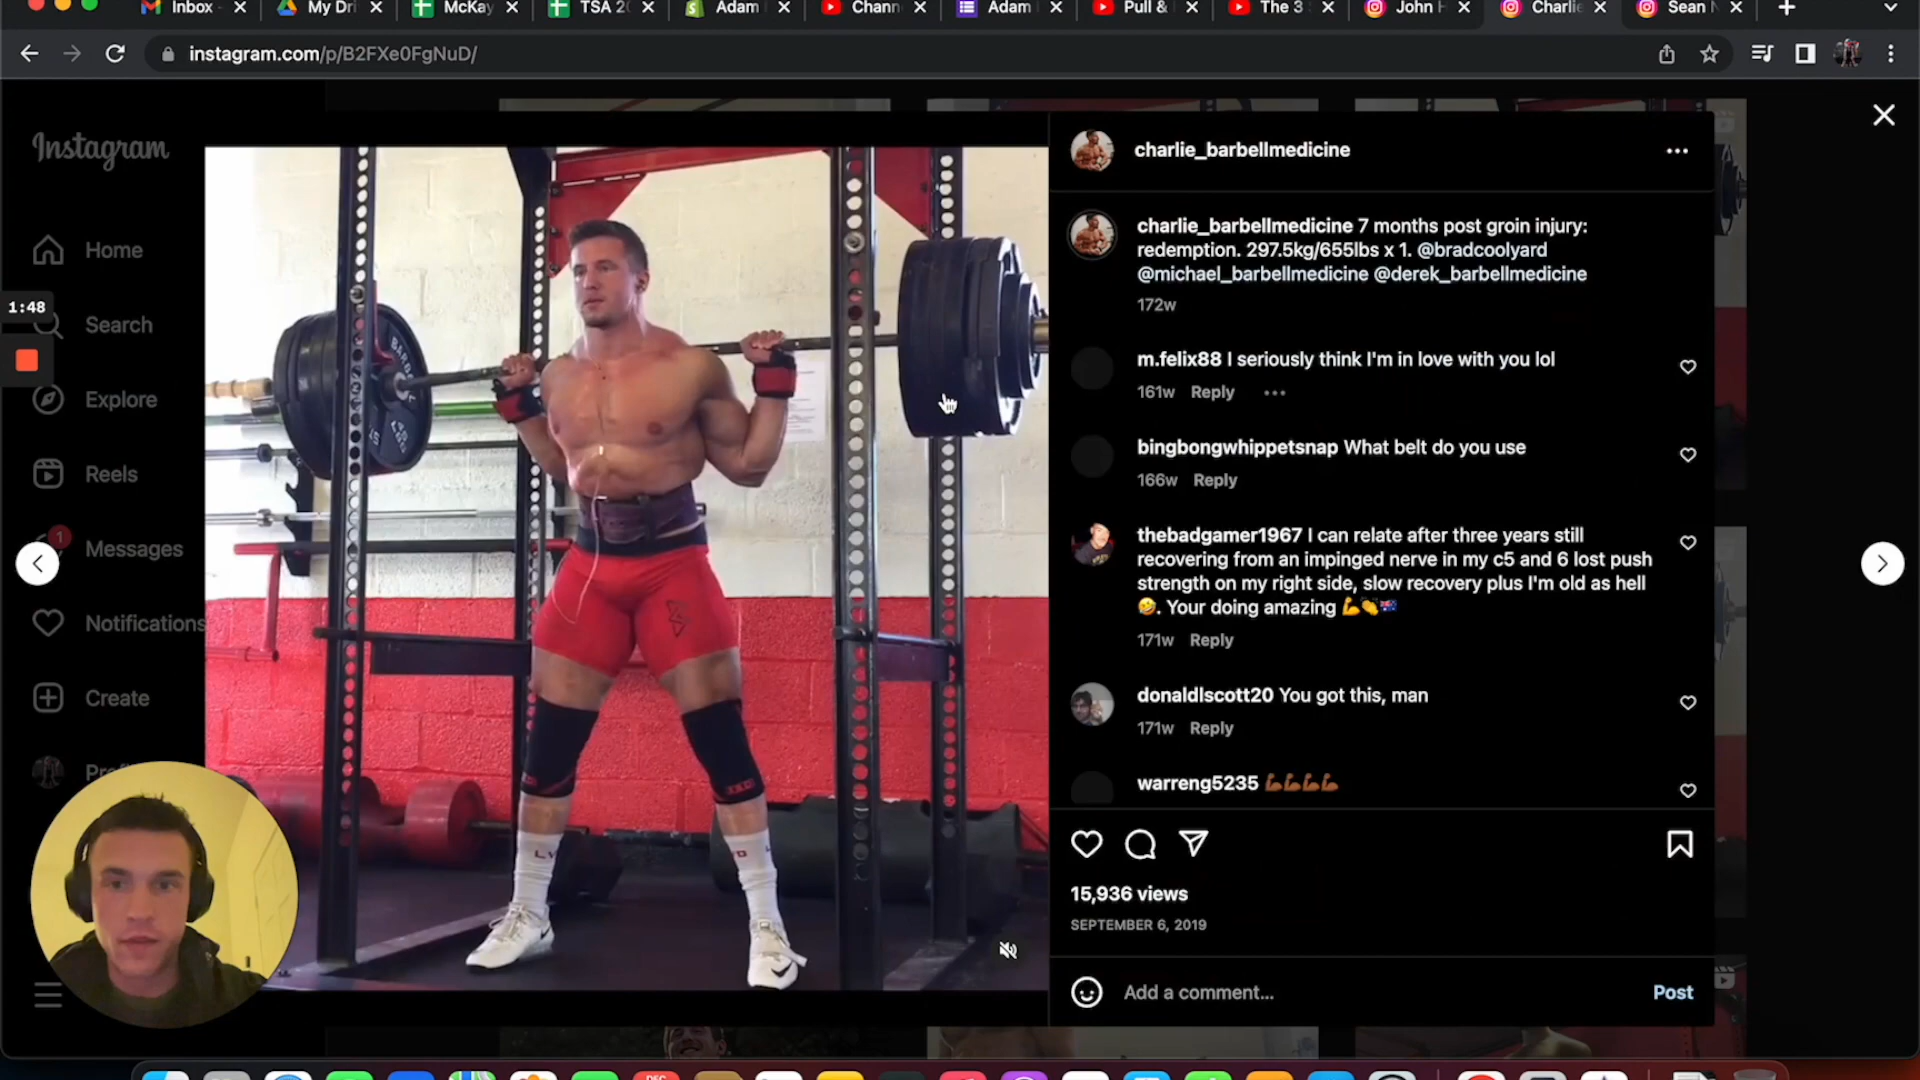 Inbox
My Dri
McKay
TSA 20
Adam
Chann
Adam
Pull &
The 3
John H
Charlie
Sean
instagram.com/p/B2FXe0FgNuD/
Instagram
Home
1:48
Search
Explore
Reels
1
Messages
Notifications
Create
charlie_barbellmedicine
charlie_barbellmedicine 7 months post groin injury:
redemption. 297.5kg/655lbs x 1. @bradcoolyard
@michael_barbellmedicine @derek_barbellmedicine
172w
m.felix88 I seriously think I'm in love with you lol
161w Reply
bingbongwhippetsnap What belt do you use
166w Reply
thebadgamer1967 I can relate after three years still
recovering from an impinged nerve in my c5 and 6 lost push
strength on my right side, slow recovery plus I'm old as hell
🤣. Your doing amazing 💪👏🇦🇺
171w Reply
donaldlscott20 You got this, man
171w Reply
warreng5235 💪🏾💪🏾💪🏾💪🏾
15,936 views
SEPTEMBER 6, 2019
Add a comment...
Post